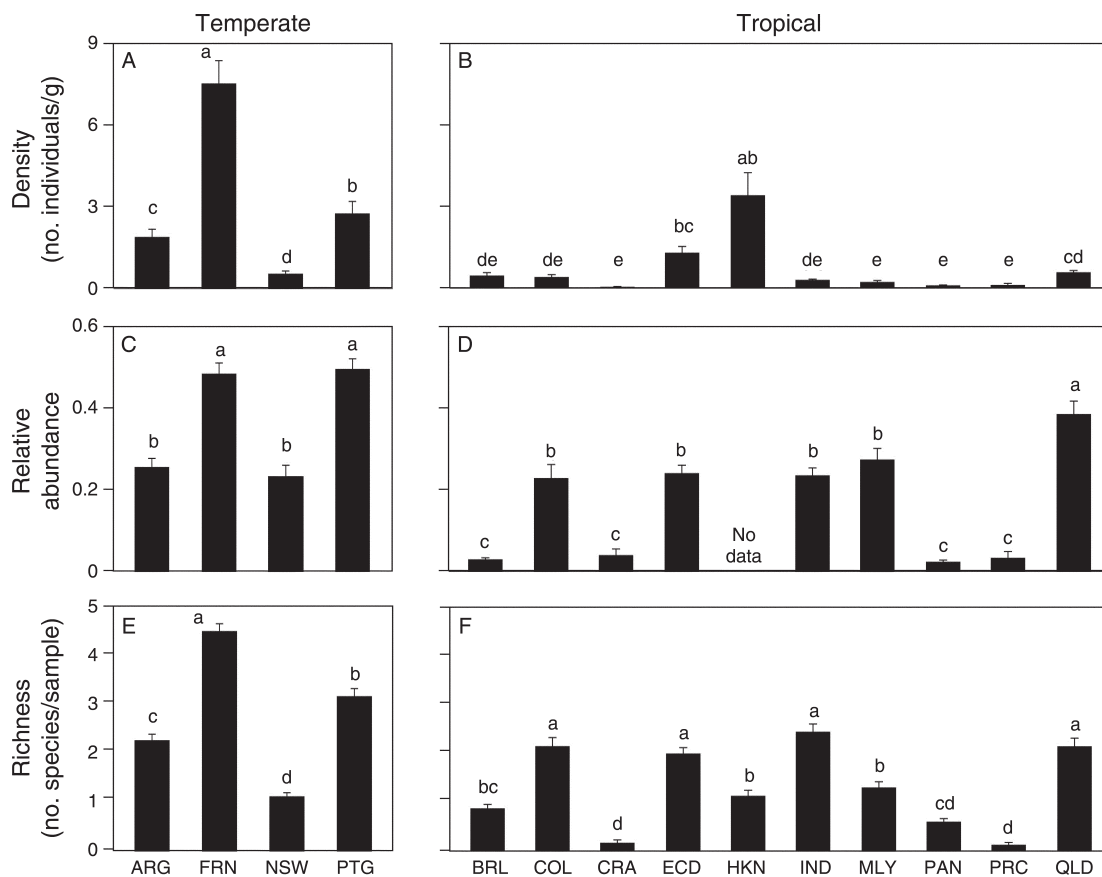 Temperate
Tropical
Density
(no. individuals/g)
9
6
3
0
A
a
c
d
b
B
de
de
e
bc
ab
de
e
e
e
cd
Relative
abundance
0.6
0.4
0.2
0
C
b
a
b
a
D
c
b
c
b
No
data
b
b
c
c
a
Richness
(no. species/sample)
5
4
3
2
1
0
E
c
a
d
b
F
bc
a
d
a
b
a
b
cd
d
a
ARG FRN NSW PTG
BRL COL CRA ECD HKN IND MLY PAN PRC QLD